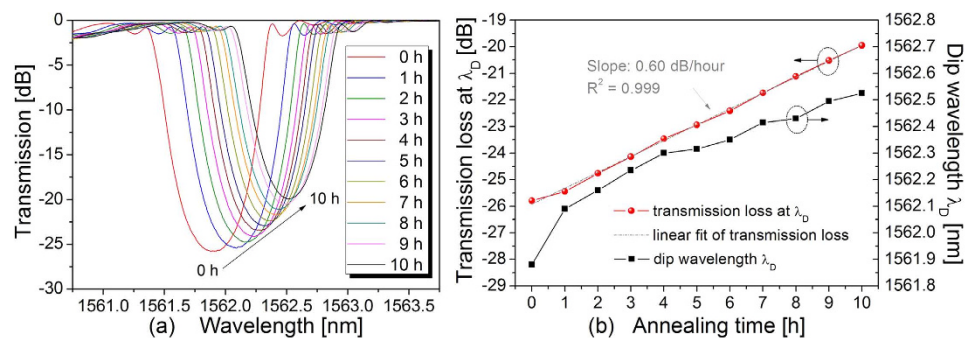 0
-5
-10
-15
-20
-25
-30
Transmission [dB]
1561.0
1561.5
1562.0
1562.5
1563.0
1563.5
(a) Wavelength [nm]
0 h
1 h
2 h
3 h
4 h
5 h
6 h
7 h
8 h
9 h
10 h
10 h
0 h
-19
-20
-21
-22
-23
-24
-25
-26
-27
-28
-29
Transmission loss at λD [dB]
Slope: 0.60 dB/hour
R² = 0.999
transmission loss at λD
linear fit of transmission loss
dip wavelength λD
0 1 2 3 4 5 6 7 8 9 10
(b) Annealing time [h]
1562.8
1562.7
1562.6
1562.5
1562.4
1562.3
1562.2
1562.1
1562.0
1561.9
1561.8
Dip wavelength λD [nm]